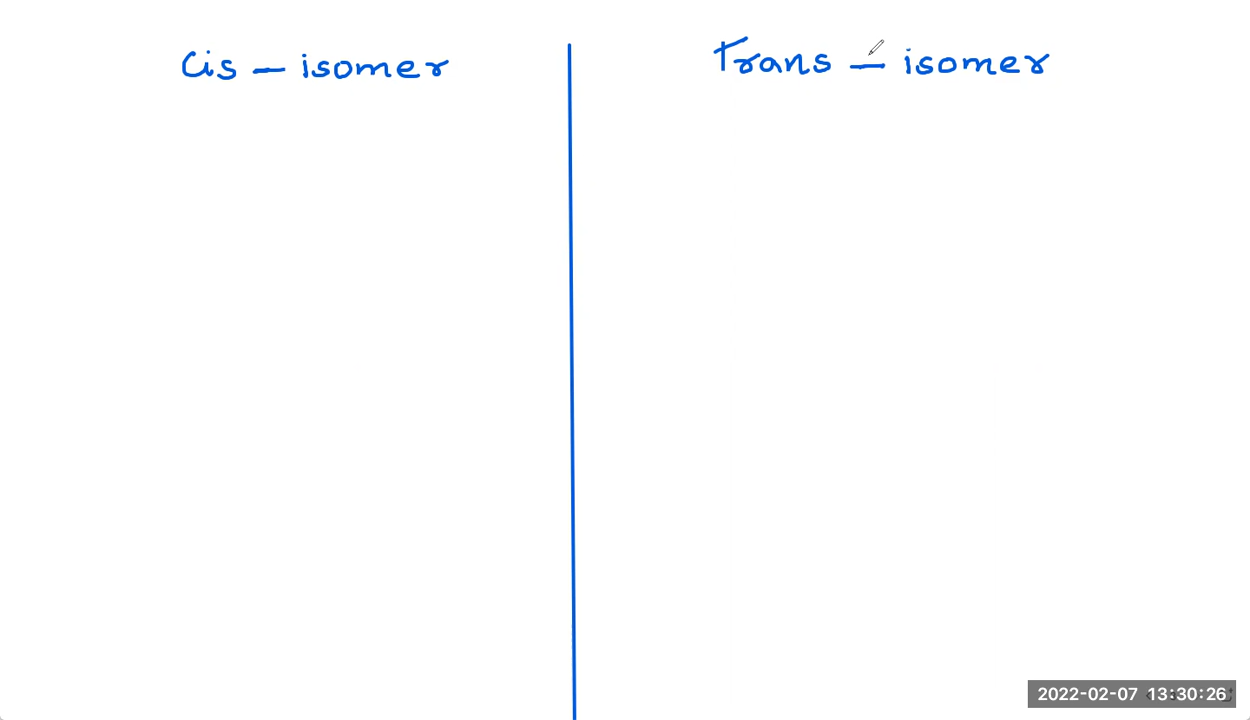 Cis - isomer
Trans - isomer
2022-02-07 13:30:26